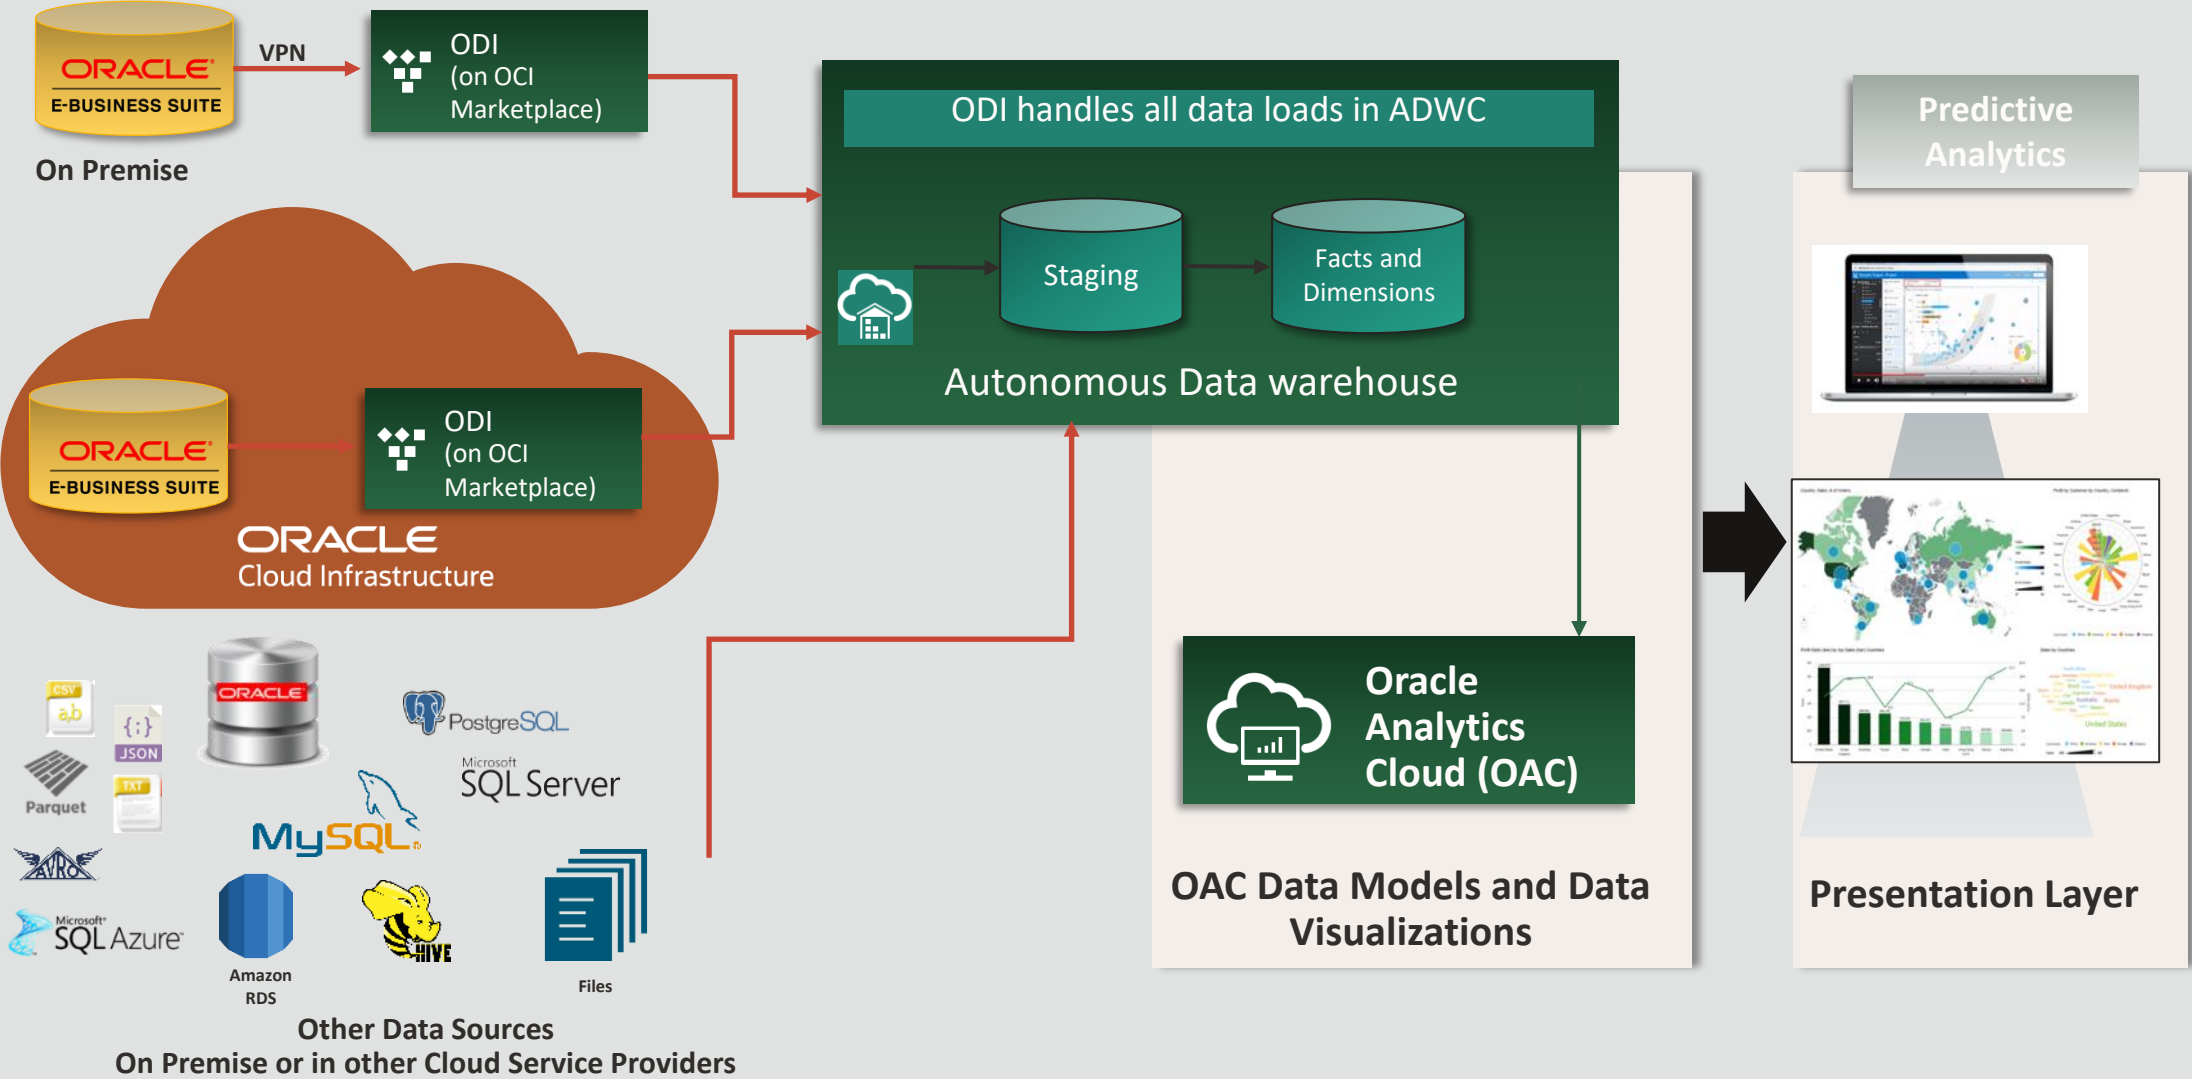 ORACLE
E-BUSINESS SUITE
On Premise
VPN
ODI
(on OCI
Marketplace)
ODI handles all data loads in ADWC
Staging
Facts and
Dimensions
Autonomous Data warehouse
Predictive
Analytics
ORACLE
E-BUSINESS SUITE
ODI
(on OCI
Marketplace)
ORACLE
Cloud Infrastructure
CSV
a,b
{;}
JSON
Parquet
TXT
ORACLE
PostgreSQL
Microsoft
SQL Server
MySQL
AVRO
Microsoft
SQL Azure
Amazon
RDS
HIVE
Files
Other Data Sources
On Premise or in other Cloud Service Providers
Oracle
Analytics
Cloud (OAC)
OAC Data Models and Data
Visualizations
United Kingdom
United States
Presentation Layer